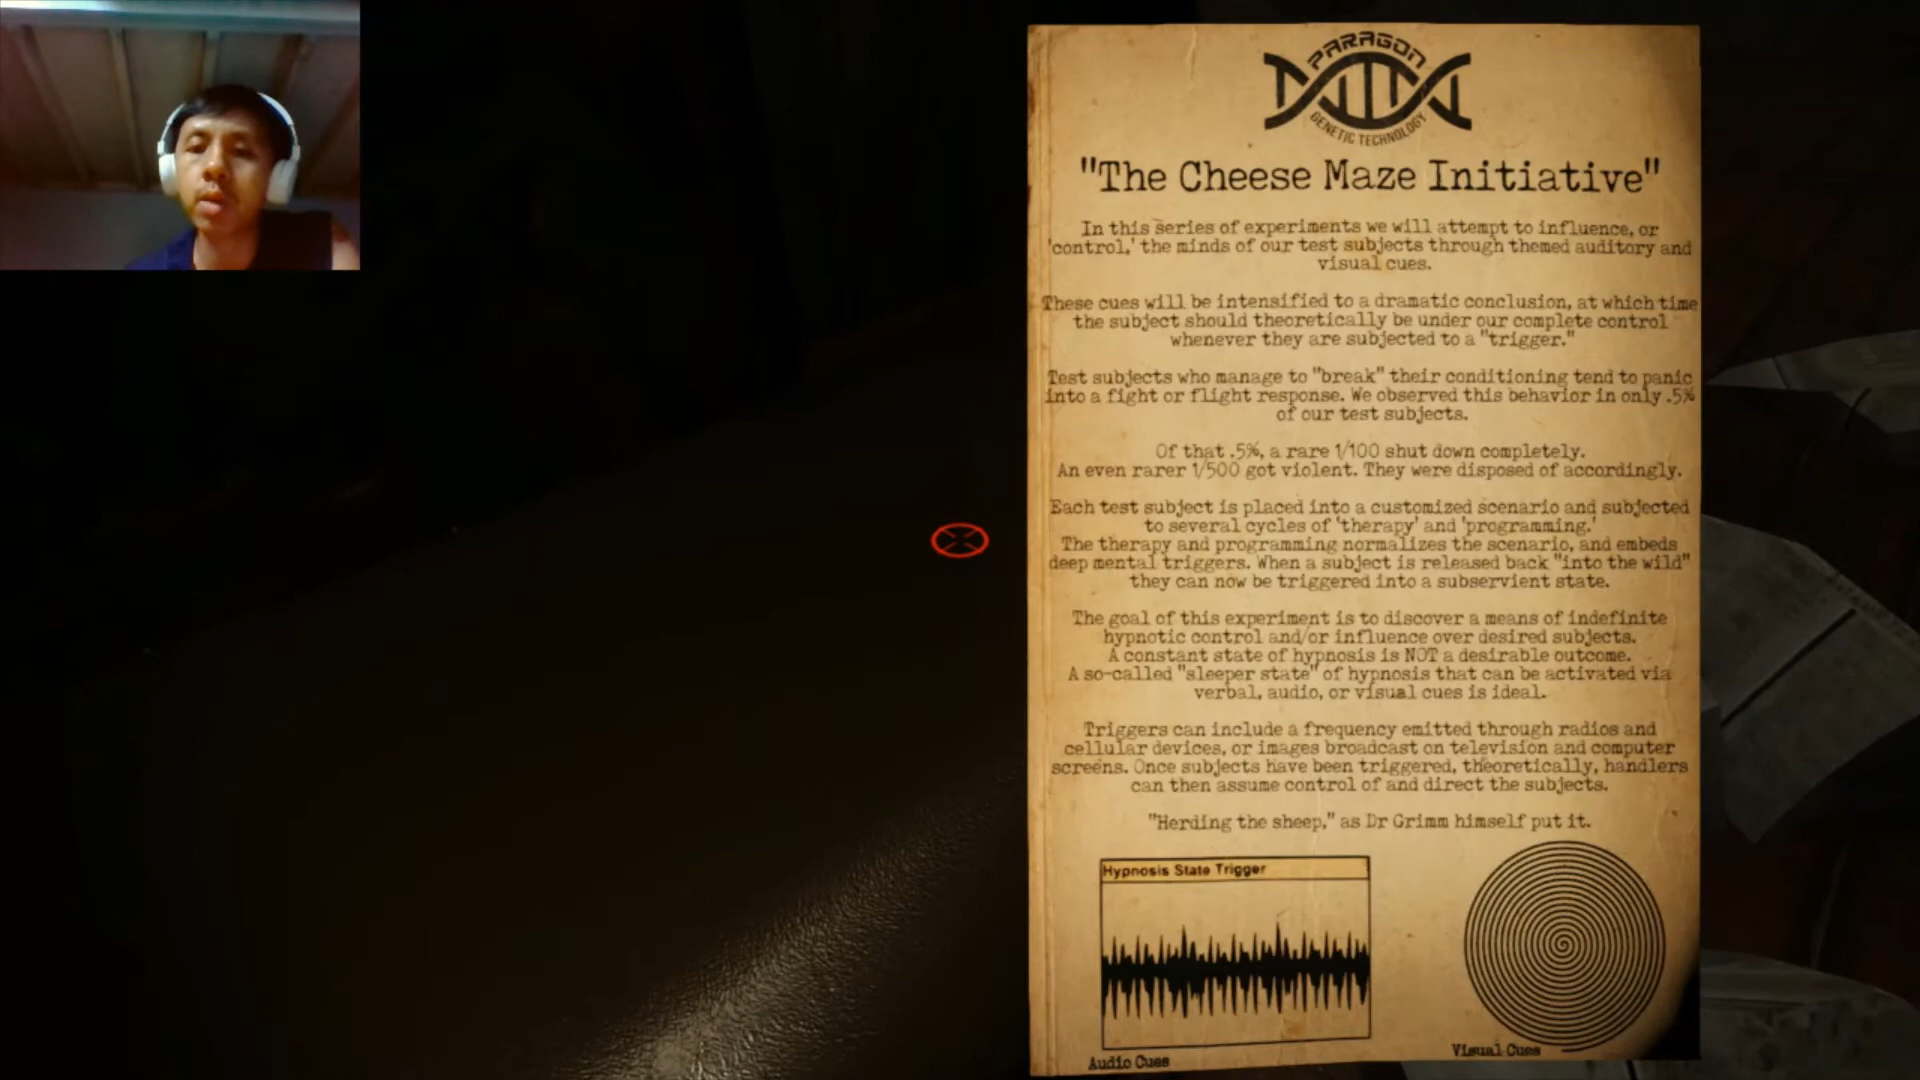 PARAGON
GENETIC TECHNOLOGY
"The Cheese Maze Initiative"
In this series of experiments we will attempt to influence, or
'control,' the minds of our test subjects through themed auditory and
visual cues.
These cues will be intensified to a dramatic conclusion, at which time
the subject should theoretically be under our complete control
whenever they are subjected to a "trigger."
Test subjects who manage to "break" their conditioning tend to panic
into a fight or flight response. We observed this behavior in only .5%
of our test subjects.
Of that .5%, a rare 1/100 shut down completely.
An even rarer 1/500 got violent. They were disposed of accordingly.
Each test subject is placed into a customized scenario and subjected
to several cycles of 'therapy' and 'programming.'
The therapy and programming normalizes the scenario, and embeds
deep mental triggers. When a subject is released back "into the wild"
they can now be triggered into a subservient state.
The goal of this experiment is to discover a means of indefinite
hypnotic control and/or influence over desired subjects.
A constant state of hypnosis is NOT a desirable outcome.
A so-called "sleeper state" of hypnosis that can be activated via
verbal, audio, or visual cues is ideal.
Triggers can include a frequency emitted through radios and
cellular devices, or images broadcast on television and computer
screens. Once subjects have been triggered, theoretically, handlers
can then assume control of and direct the subjects.
"Herding the sheep," as Dr Grimm himself put it.
Hypnosis State Trigger
Audio Cues
Visual Cues